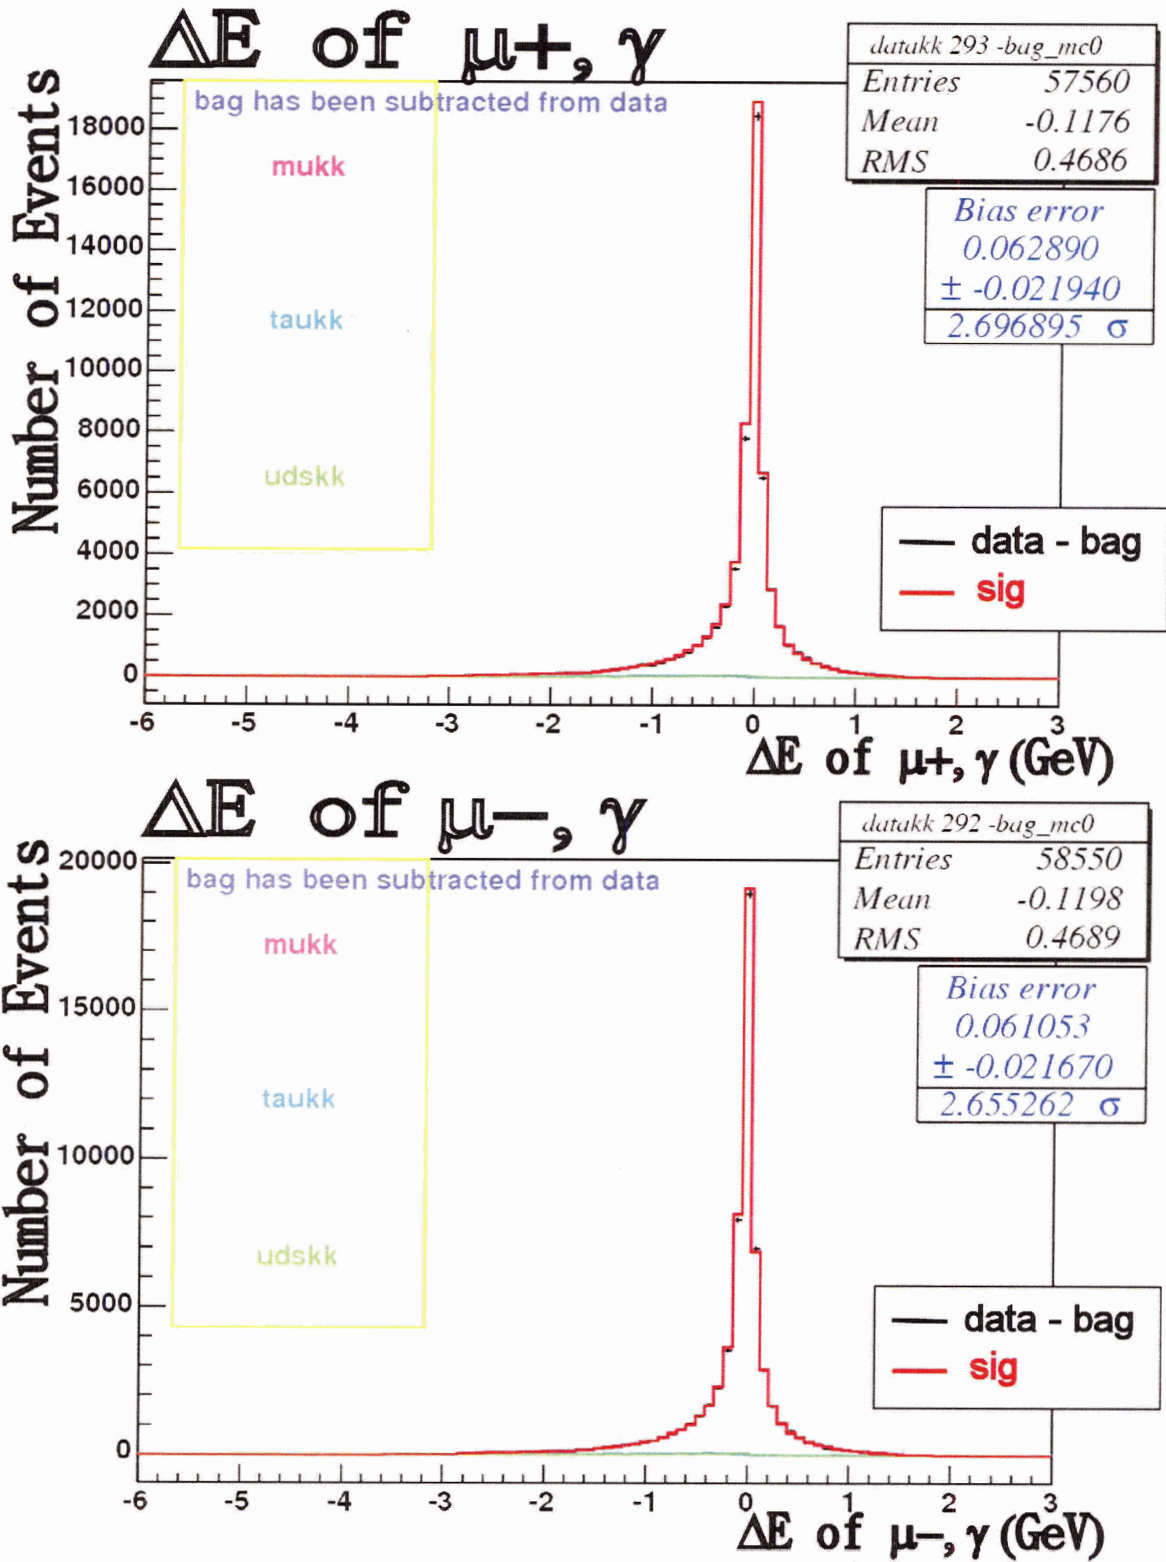 ΔE of μ+, γ
datakk 293 -bag_mc0
Entries 57560
Mean -0.1176
RMS 0.4686
bag has been subtracted from data
mukk
taukk
udskk
Bias error
0.062890
± -0.021940
2.696895 σ
data - bag
sig
Number of Events
18000
16000
14000
12000
10000
8000
6000
4000
2000
0
-6 -5 -4 -3 -2 -1 0 1 2 3
ΔE of μ+, γ (GeV)
ΔE of μ−, γ
datakk 292 -bag_mc0
Entries 58550
Mean -0.1198
RMS 0.4689
bag has been subtracted from data
mukk
taukk
udskk
Bias error
0.061053
± -0.021670
2.655262 σ
data - bag
sig
Number of Events
20000
15000
10000
5000
0
-6 -5 -4 -3 -2 -1 0 1 2 3
ΔE of μ−, γ (GeV)